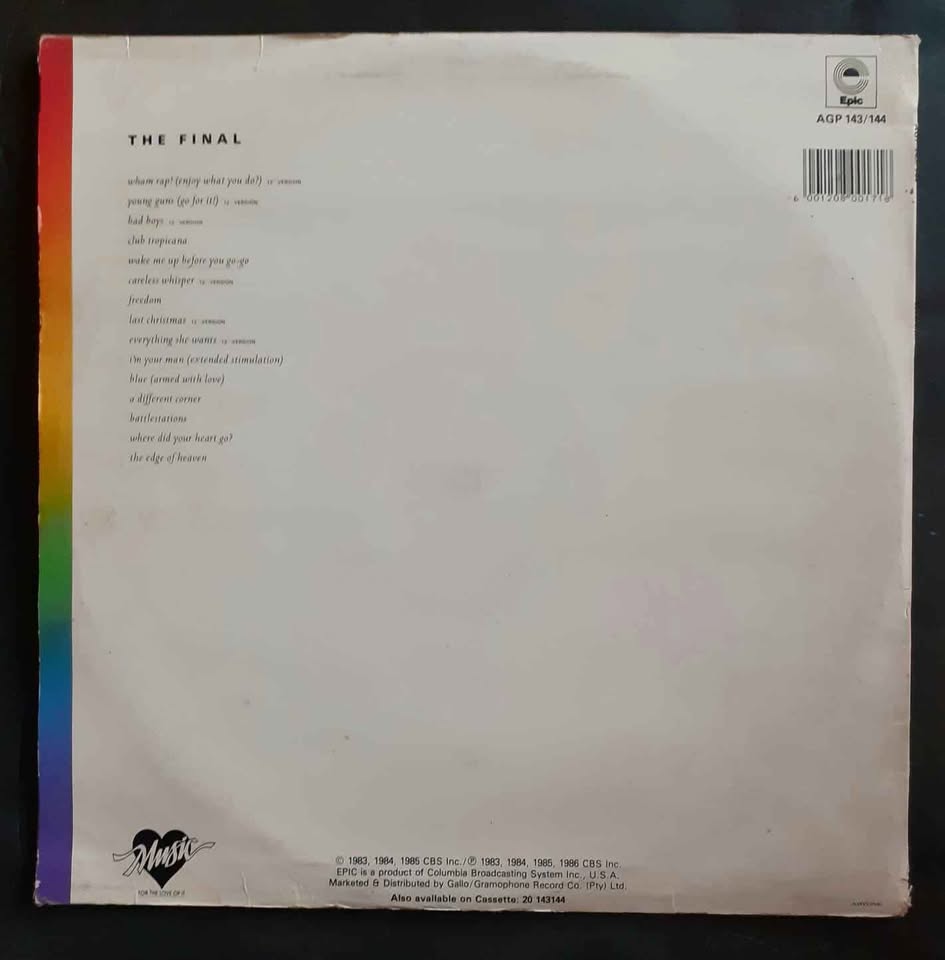 Epic
AGP 143/144
6 001208 001718
THE FINAL
wham rap! (enjoy what you do?) 12" VERSION
young guns (go for it!) 12" VERSION
bad boys 12" VERSION
club tropicana
wake me up before you go-go
careless whisper 12" VERSION
freedom
last christmas 12" VERSION
everything she wants 12" VERSION
i'm your man (extended stimulation)
blue (armed with love)
a different corner
battlestations
where did your heart go?
the edge of heaven
Music
FOR THE LOVE OF IT
© 1983, 1984, 1985 CBS Inc./℗ 1983, 1984, 1985, 1986 CBS Inc.
EPIC is a product of Columbia Broadcasting System Inc., U.S.A.
Marketed & Distributed by Gallo/Gramophone Record Co. (Pty) Ltd.
Also available on Cassette: 20 143144